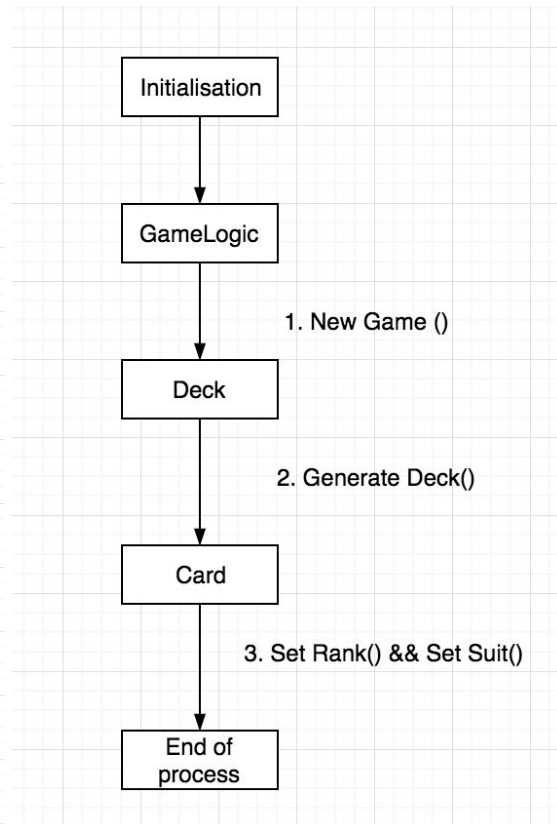 Initialisation
GameLogic
1. New Game ()
Deck
2. Generate Deck()
Card
3. Set Rank() && Set Suit()
End of
process